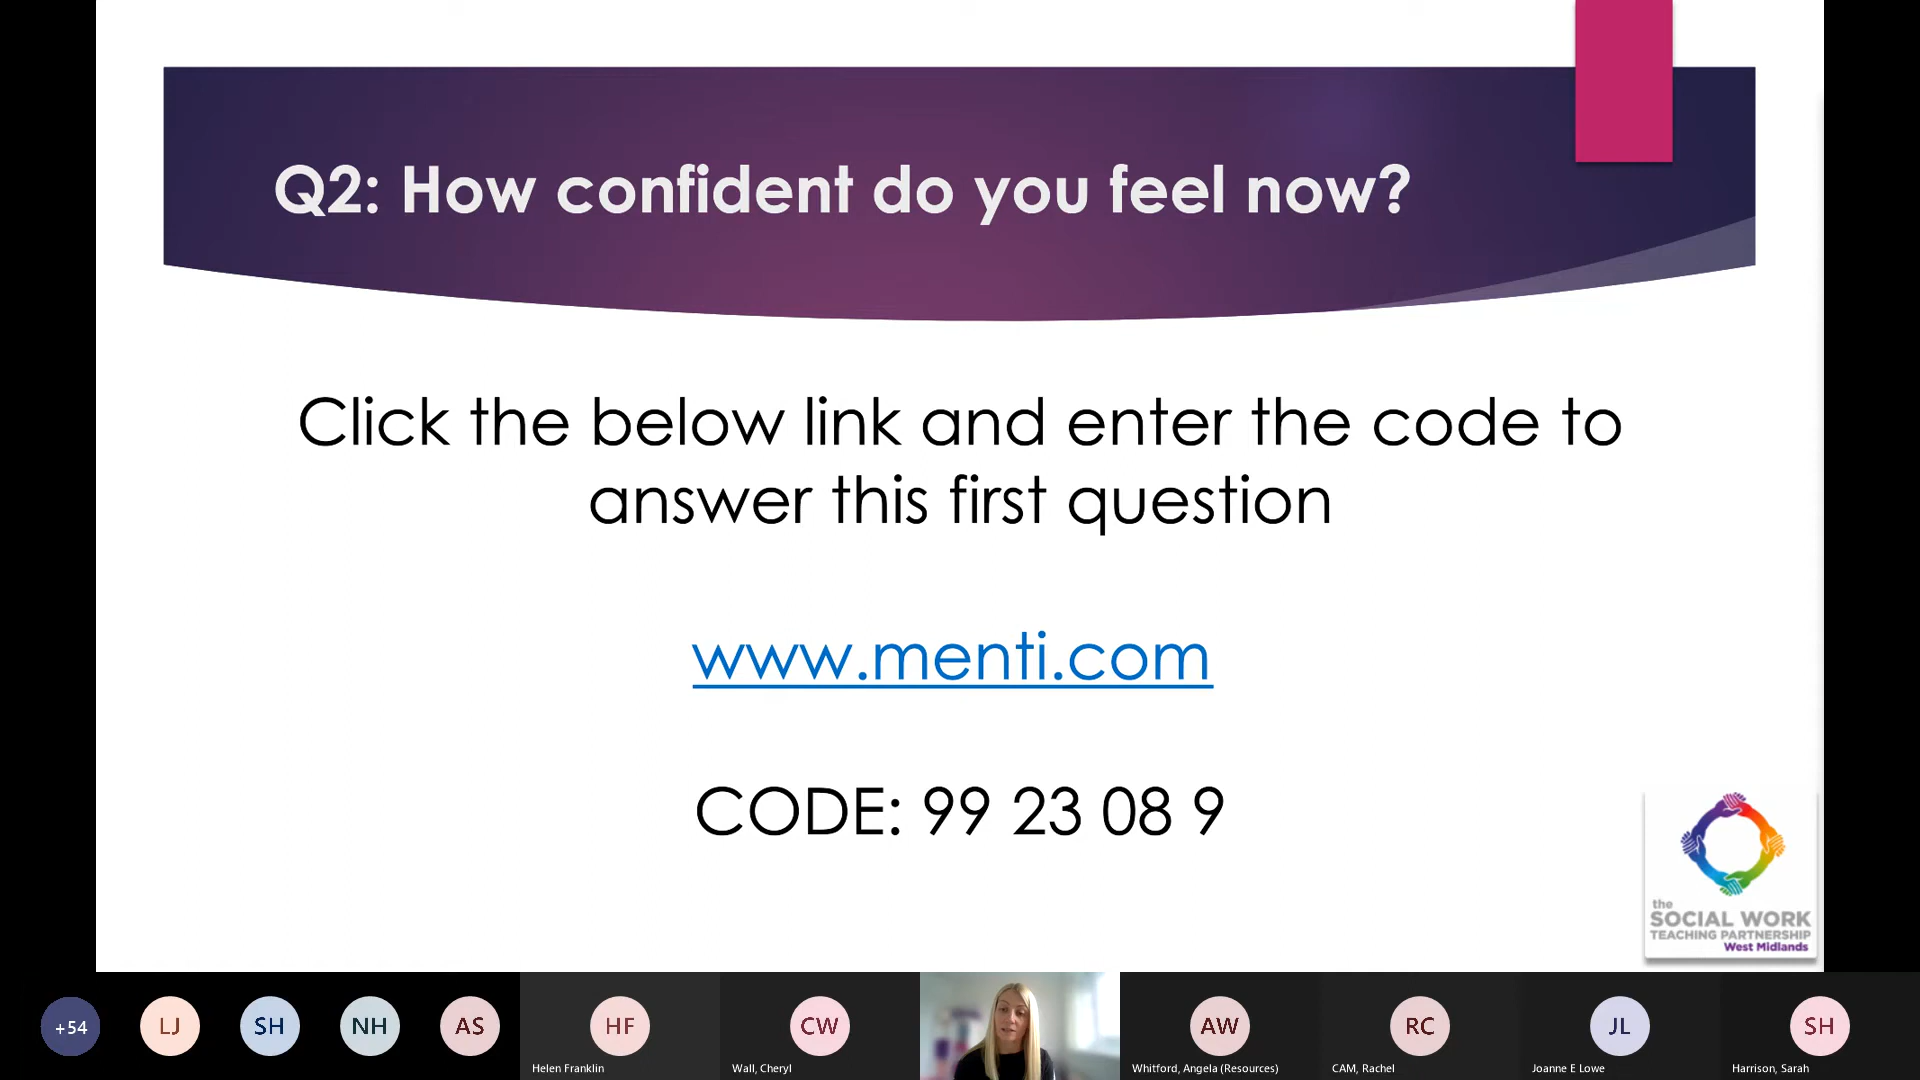 Q2: How confident do you feel now?
Click the below link and enter the code to
answer this first question
www.menti.com
CODE: 99 23 08 9
the
SOCIAL WORK
TEACHING PARTNERSHIP
West Midlands
+54
LJ
SH
NH
AS
HF
Helen Franklin
CW
Wall, Cheryl
AW
Whitford, Angela (Resources)
RC
CAM, Rachel
JL
Joanne E Lowe
SH
Harrison, Sarah